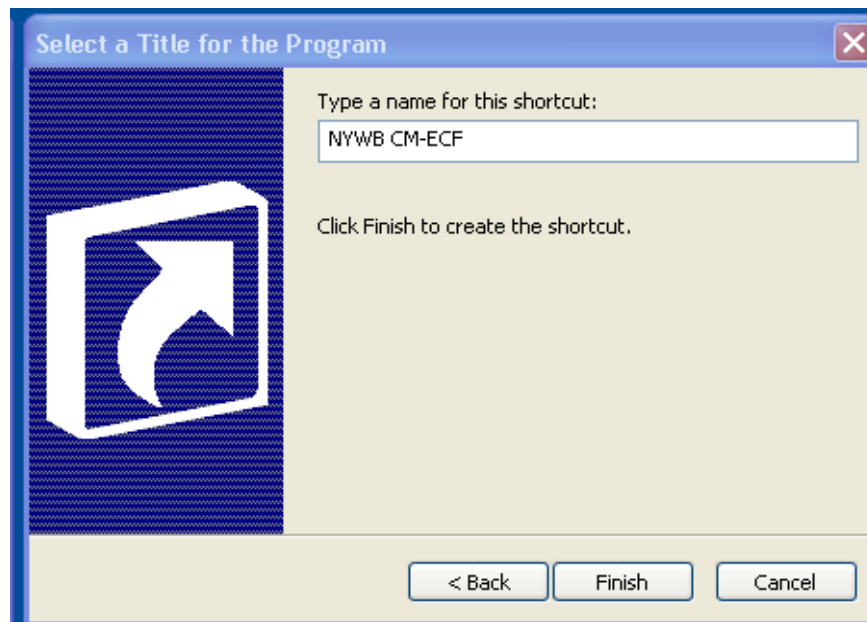 Select a Title for the Program
Type a name for this shortcut:
NYWB CM-ECF
Click Finish to create the shortcut.
< Back
Finish
Cancel